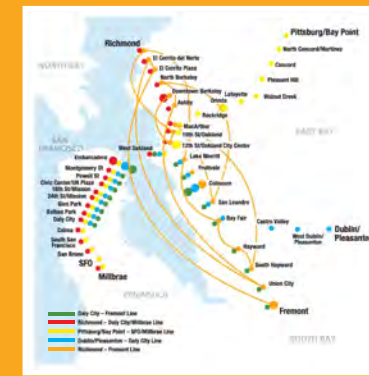 Richmond
Pittsburg/Bay Point
El Cerrito del Norte
North Concord/Martinez
El Cerrito Plaza
NORTH BAY
Concord
North Berkeley
Pleasant Hill
Downtown Berkeley
Lafayette
Walnut Creek
Ashby
Orinda
Rockridge
MacArthur
19th St/Oakland
EAST BAY
SAN
FRANCISCO
West Oakland
12th St/Oakland City Center
Embarcadero
Lake Merritt
Montgomery St
Fruitvale
Powell St
Civic Center/UN Plaza
Coliseum
16th St/Mission
24th St/Mission
Glen Park
San Leandro
Balboa Park
Daly City
Bay Fair
Castro Valley
Dublin/
Pleasanto
Colma
West Dublin/
Pleasanton
South San
Francisco
Hayward
San Bruno
SFO
South Hayward
Millbrae
Union City
PENINSULA
Fremont
Daly City – Fremont Line
Richmond – Daly City/Millbrae Line
Pittsburg/Bay Point – SFO/Millbrae Line
Dublin/Pleasanton – Daly City Line
Richmond – Fremont Line
SOUTH BAY